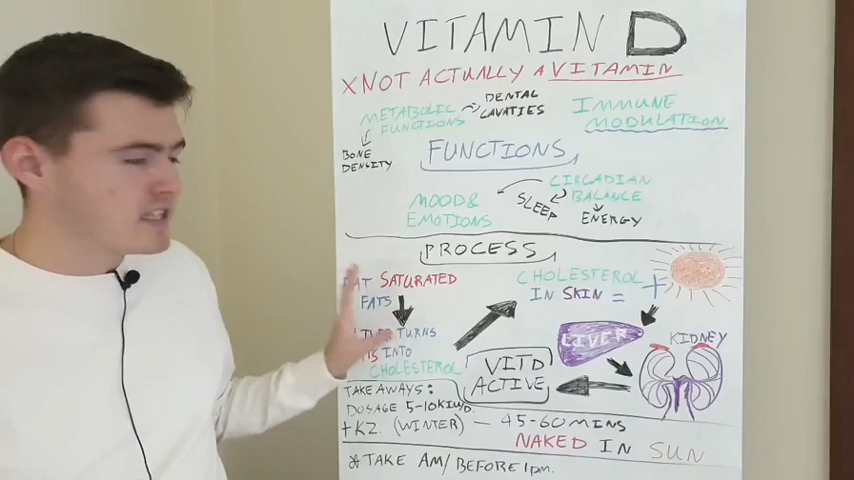 VITAMIN D
X NOT ACTUALLY A VITAMIN
METABOLIC FUNCTIONS
DENTAL CAVITIES
IMMUNE MODULATION
BONE DENSITY
FUNCTIONS
CIRCADIAN BALANCE
MOOD & EMOTIONS
SLEEP
ENERGY
PROCESS
SATURATED
FATS
CHOLESTEROL
IN SKIN = +
TURNS
INTO
CHOLESTEROL
LIVER
KIDNEY
VIT D
ACTIVE
TAKE AWAYS:
DOSAGE 5-10K IU/D.
+K2. (WINTER) — 45-60 MINS
NAKED IN SUN
* TAKE AM/BEFORE 1pm.